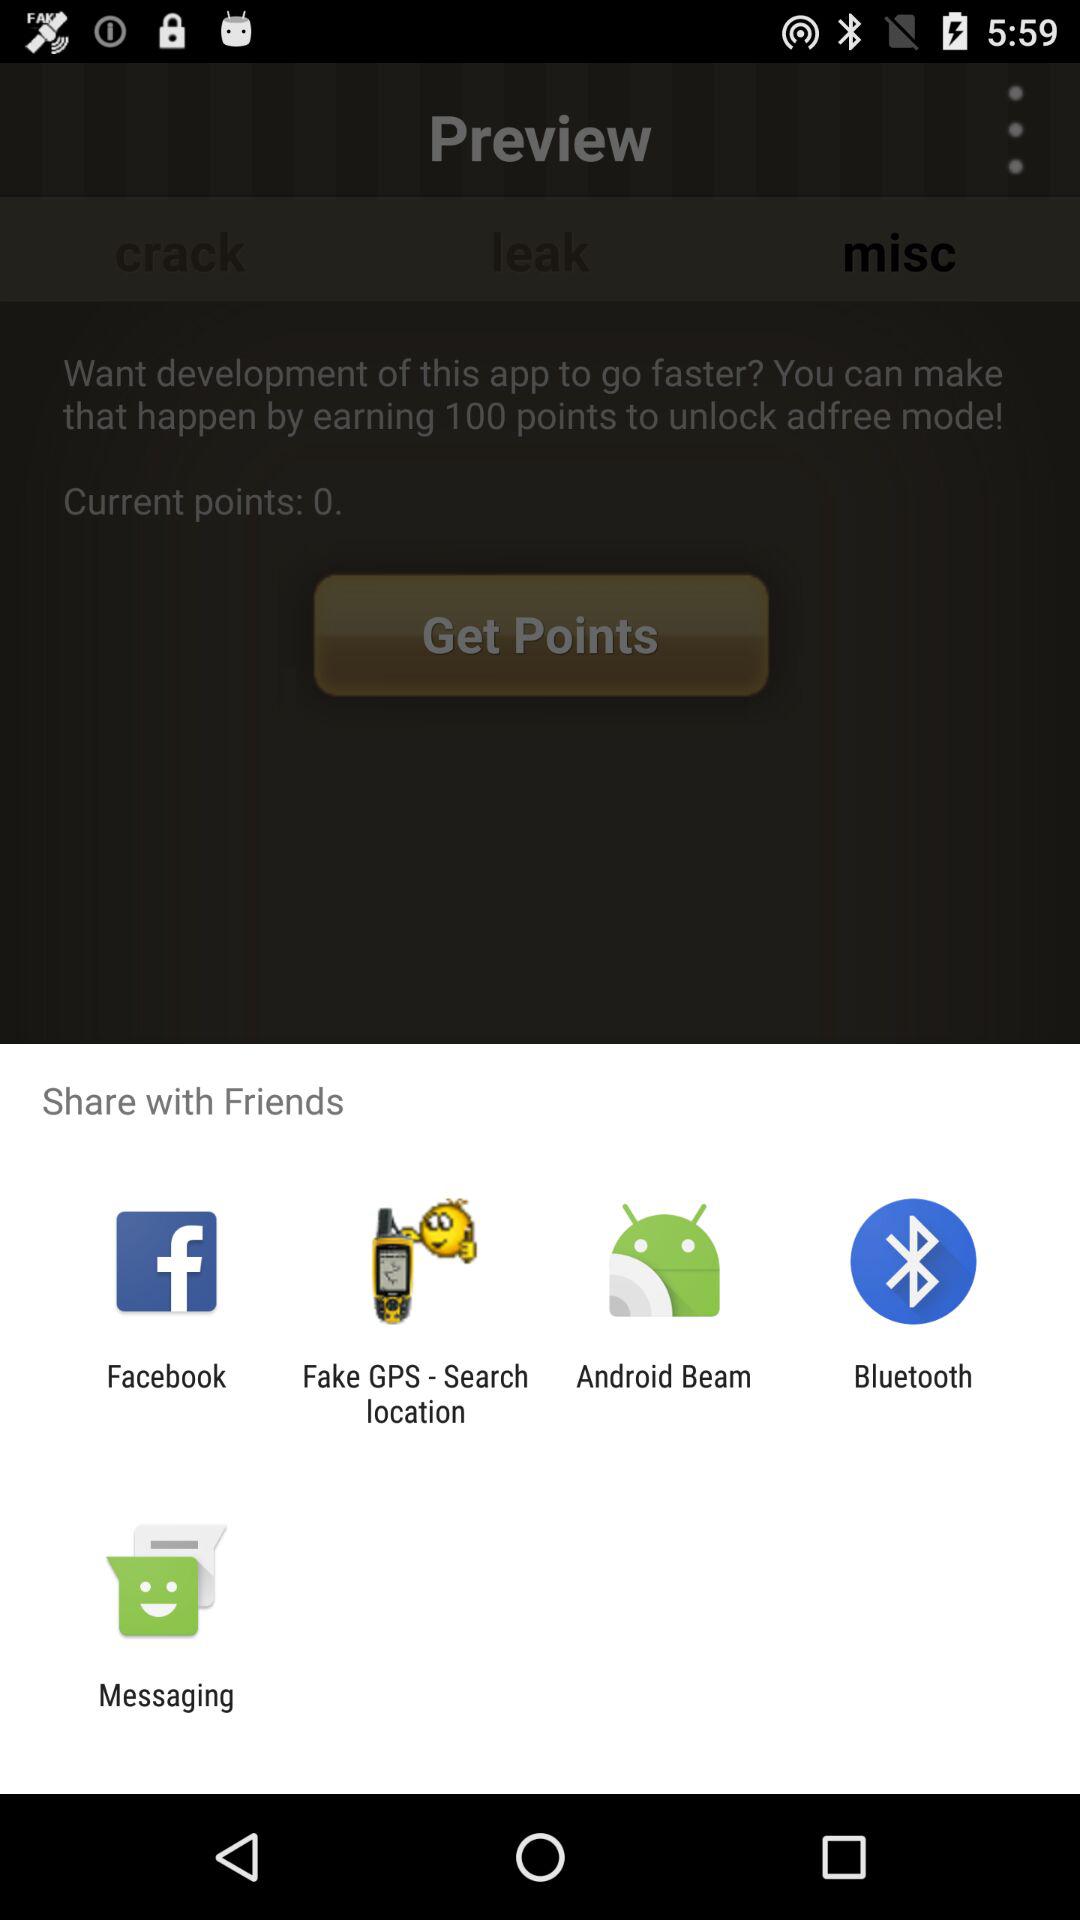 FAKE
5:59
Preview
crack leak misc
Want development of this app to go faster? You can make
that happen by earning 100 points to unlock adfree mode!
Current points: 0.
Get Points
Share with Friends
Facebook
Fake GPS - Search
location
Android Beam
Bluetooth
Messaging